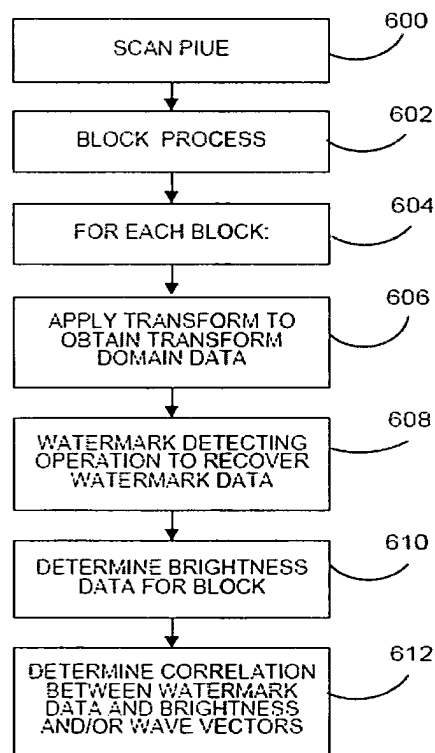 SCAN PIUE
600
BLOCK PROCESS
602
FOR EACH BLOCK:
604
APPLY TRANSFORM TO
OBTAIN TRANSFORM
DOMAIN DATA
606
WATERMARK DETECTING
OPERATION TO RECOVER
WATERMARK DATA
608
DETERMINE BRIGHTNESS
DATA FOR BLOCK
610
DETERMINE CORRELATION
BETWEEN WATERMARK
DATA AND BRIGHTNESS
AND/OR WAVE VECTORS
612